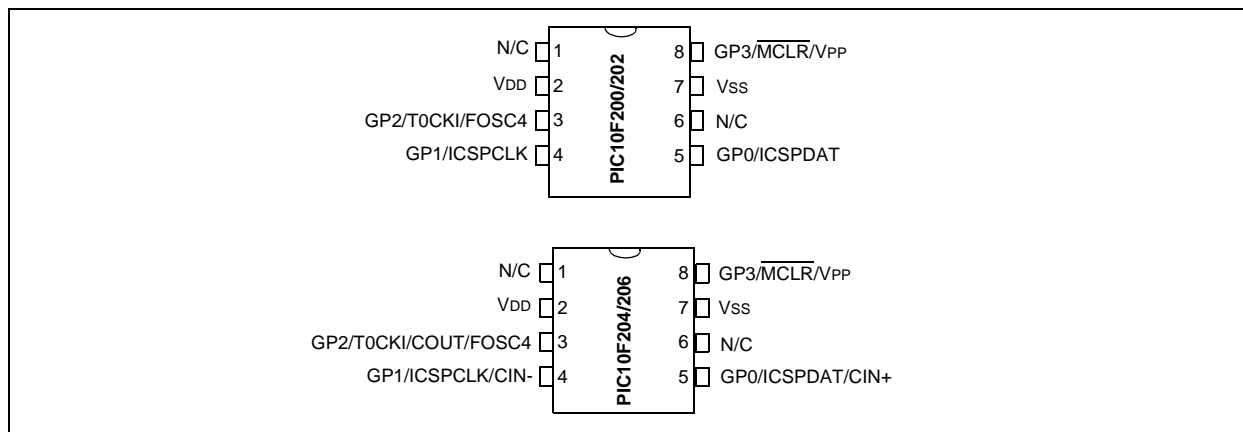 N/C 1 8 GP3/MCLR/VPP
VDD 2 7 VSS
GP2/T0CKI/FOSC4 3 6 N/C
GP1/ICSPCLK 4 5 GP0/ICSPDAT
PIC10F200/202
N/C 1 8 GP3/MCLR/VPP
VDD 2 7 VSS
GP2/T0CKI/COUT/FOSC4 3 6 N/C
GP1/ICSPCLK/CIN- 4 5 GP0/ICSPDAT/CIN+
PIC10F204/206